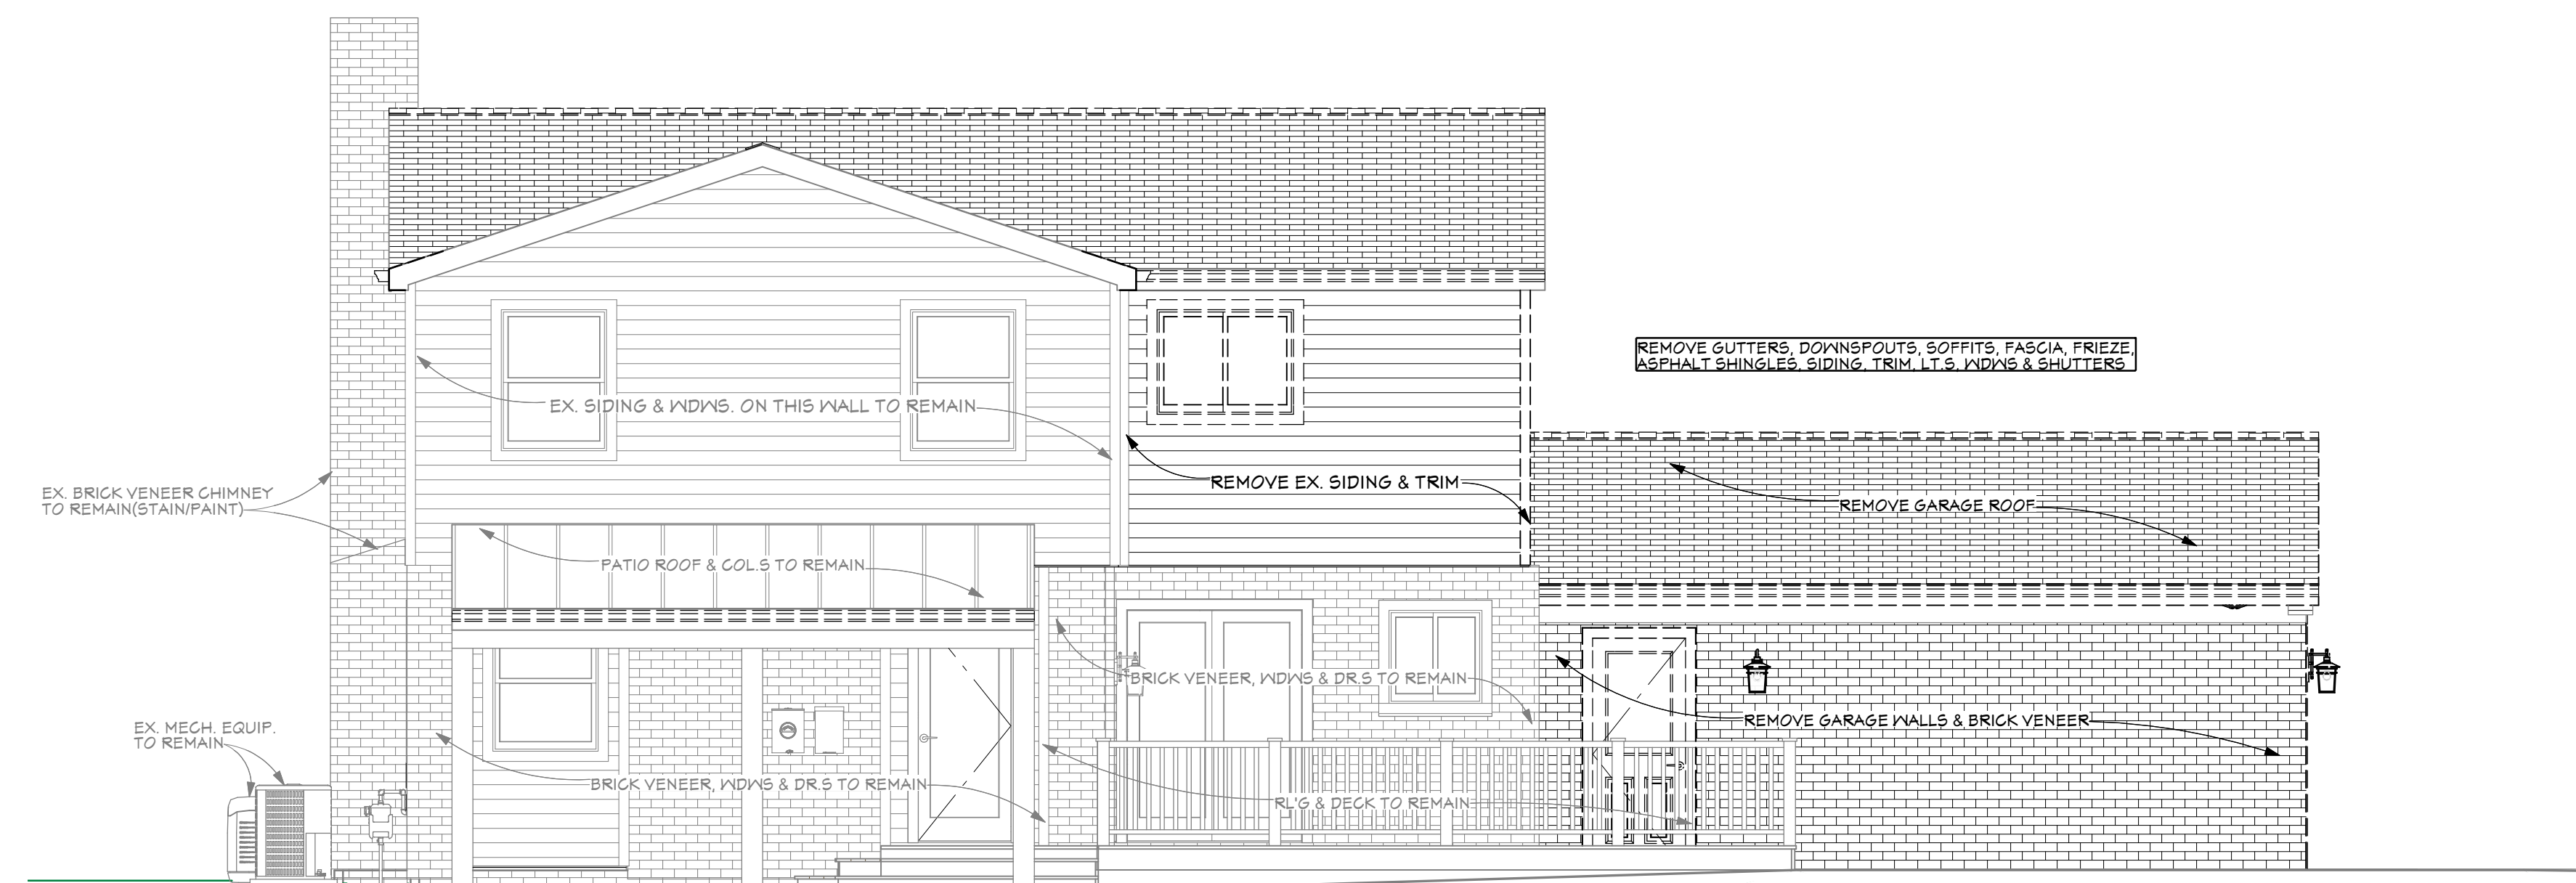 REMOVE GUTTERS, DOWNSPOUTS, SOFFITS, FASCIA, FRIEZE,
ASPHALT SHINGLES, SIDING, TRIM, LT.S, WDWS & SHUTTERS
EX. SIDING & WDWS. ON THIS WALL TO REMAIN
REMOVE EX. SIDING & TRIM
EX. BRICK VENEER CHIMNEY
TO REMAIN(STAIN/PAINT)
REMOVE GARAGE ROOF
PATIO ROOF & COL.S TO REMAIN
BRICK VENEER, WDWS & DR.S TO REMAIN
REMOVE GARAGE WALLS & BRICK VENEER
EX. MECH. EQUIP.
TO REMAIN
BRICK VENEER, WDWS & DR.S TO REMAIN
RL'G & DECK TO REMAIN